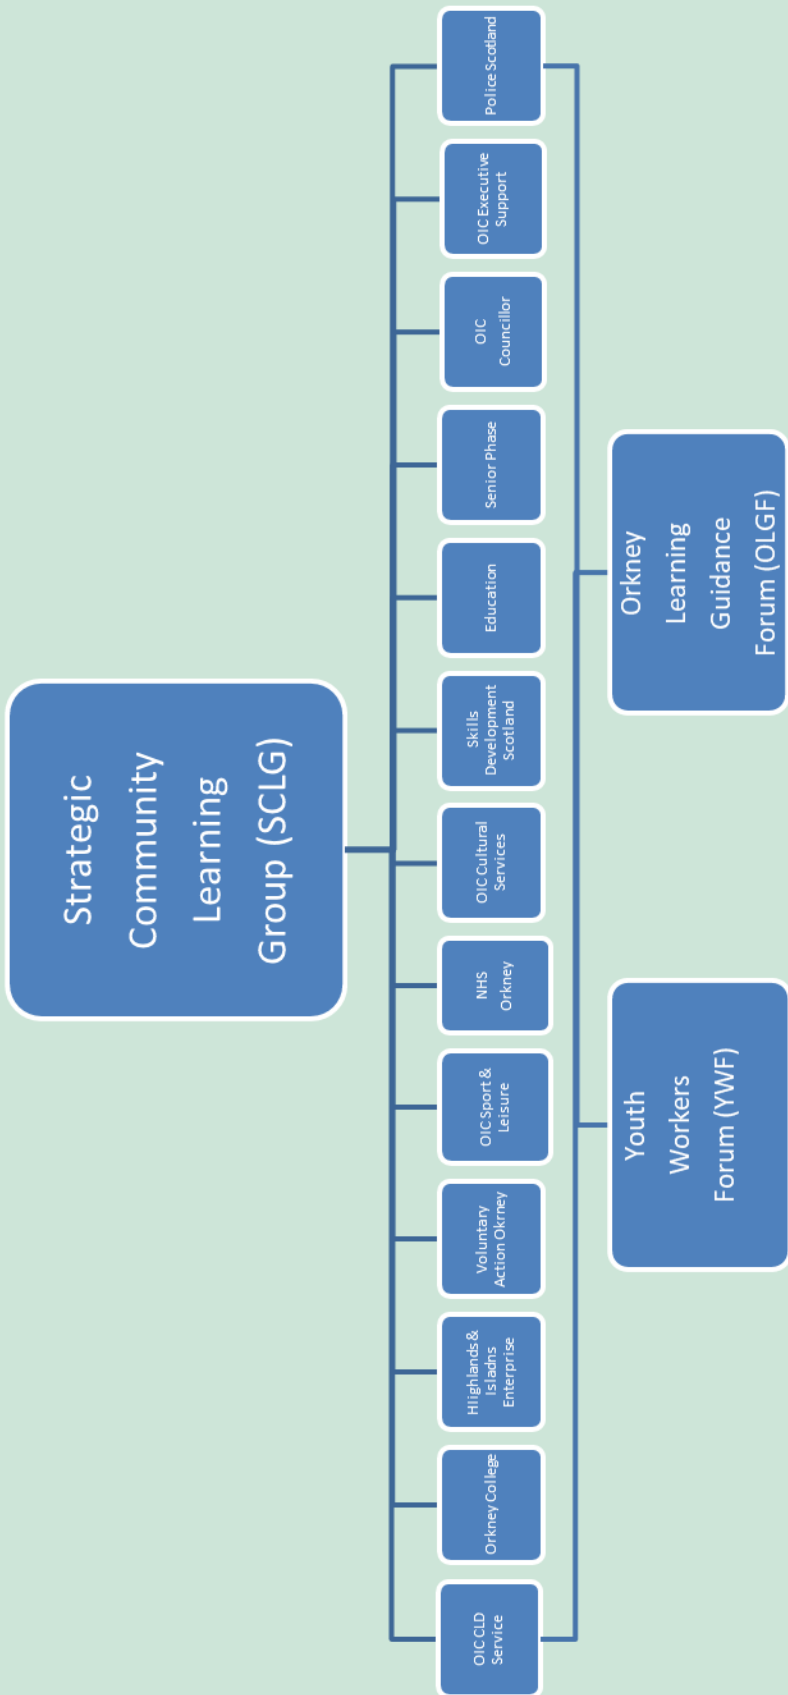 Strategic
Community
Learning
Group (SCLG)
OIC CLD
Service
Orkney College
HIighlands &
Isladns
Enterprise
Voluntary
Action Okrney
OIC Sport &
Leisure
NHS
Orkney
OIC Cultural
Services
Skills
Development
Scotland
Education
Senior Phase
OIC
Councillor
OIC Executive
Support
Police Scotland
Youth
Workers
Forum (YWF)
Orkney
Learning
Guidance
Forum (OLGF)